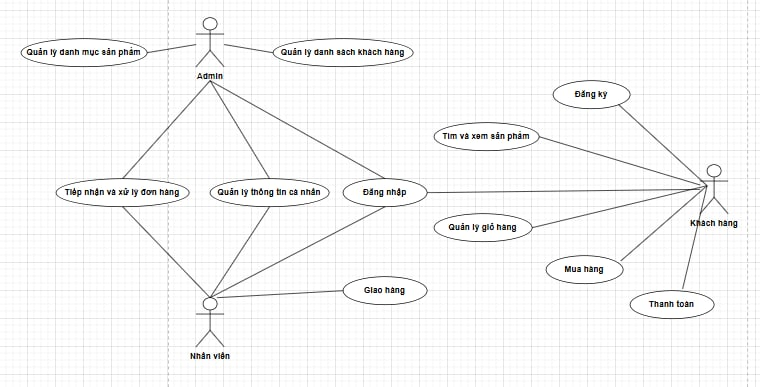 Quản lý danh mục sản phẩm
Quản lý danh sách khách hàng
Admin
Đăng ký
Tìm và xem sản phẩm
Tiếp nhận và xử lý đơn hàng
Quản lý thông tin cá nhân
Đăng nhập
Quản lý giỏ hàng
Khách hàng
Mua hàng
Giao hàng
Thanh toán
Nhân viên